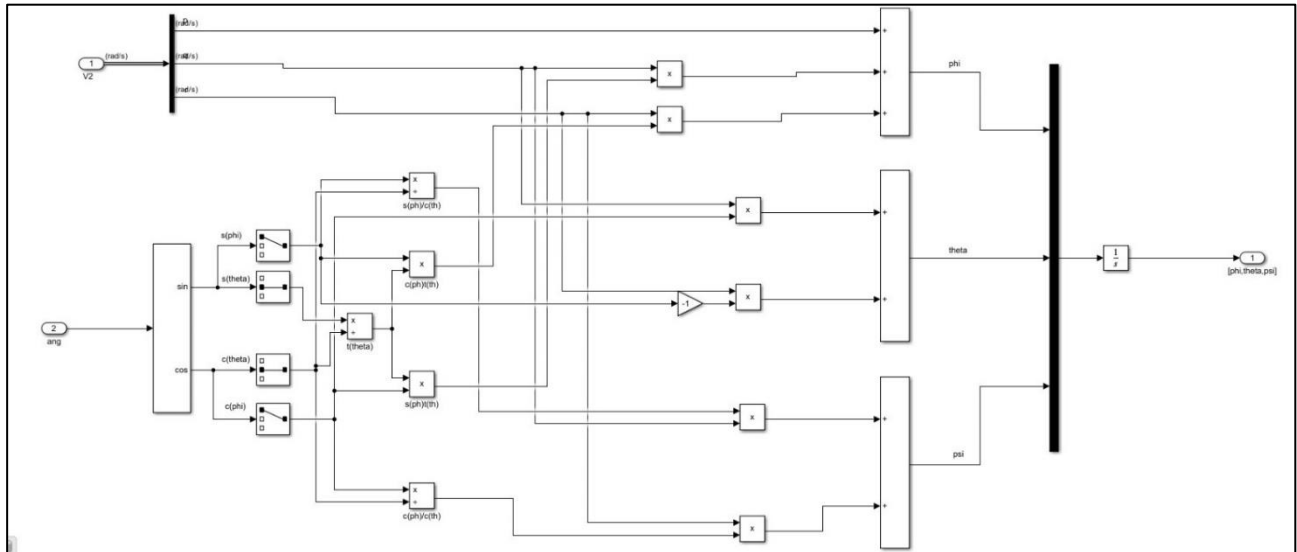 (rad/s)
+
1
(rad/s)
(rad/s)
x
+
phi
V2
(rad/s)
x
+
x
÷
s(ph)/c(th)
x
+
s(phi)
x
c(ph)t(th)
theta
1
s
1
[phi,theta,psi]
sin
s(theta)
-1
x
+
2
ang
x
÷
t(theta)
cos
c(theta)
x
s(ph)t(th)
c(phi)
x
+
psi
x
÷
c(ph)/c(th)
x
+